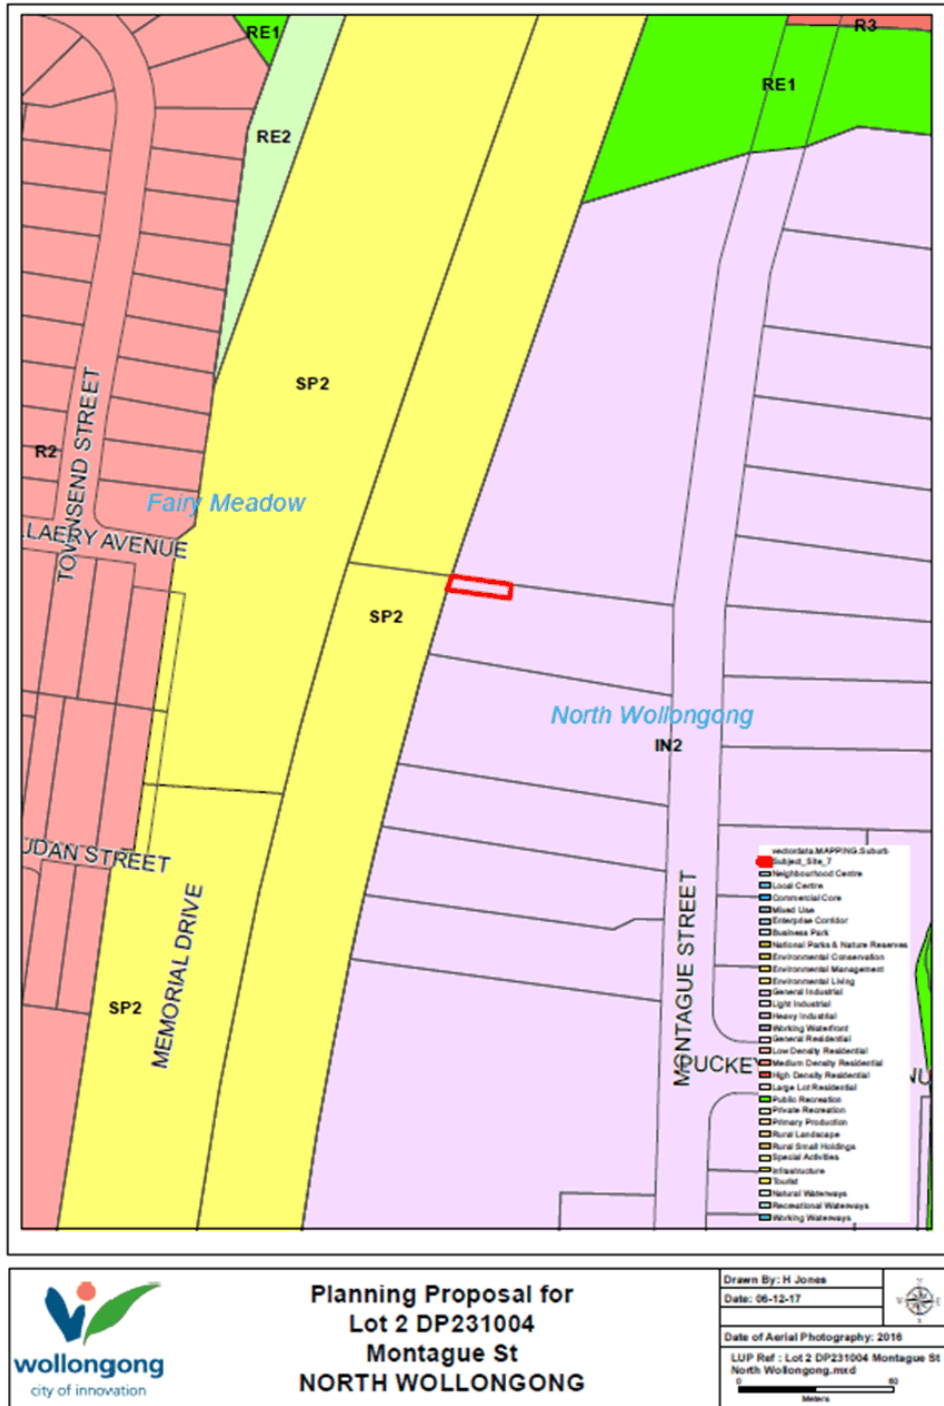 RE1
R3
RE1
RE2
SP2
TOWNSEND STREET
R2
Fairy Meadow
LAERY AVENUE
SP2
North Wollongong
IN2
UDAN STREET
MEMORIAL DRIVE
SP2
MONTAGUE STREET
PUCKEY
NU
vectordata.MAPPING.Suburb
Subject_Site_7
Neighbourhood Centre
Local Centre
Commercial Core
Mixed Use
Enterprise Corridor
Business Park
National Parks & Nature Reserves
Environmental Conservation
Environmental Management
Environmental Living
General Industrial
Light Industrial
Heavy Industrial
Working Waterfront
General Residential
Low Density Residential
Medium Density Residential
High Density Residential
Large Lot Residential
Public Recreation
Private Recreation
Primary Production
Rural Landscape
Rural Small Holdings
Special Activities
Infrastructure
Tourist
Natural Waterways
Recreational Waterways
Working Waterways
wollongong
city of innovation
Planning Proposal for
Lot 2 DP231004
Montague St
NORTH WOLLONGONG
Drawn By: H Jones
Date: 06-12-17
Date of Aerial Photography: 2016
LUP Ref : Lot 2 DP231004 Montague St
North Wollongong.mxd
0
Meters